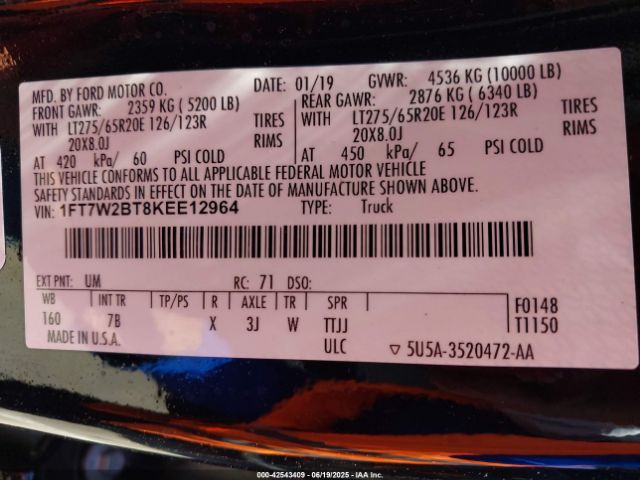 MFD. BY FORD MOTOR CO. DATE: 01/19 GVWR: 4536 KG (10000 LB)
FRONT GAWR: 2359 KG ( 5200 LB) REAR GAWR: 2876 KG ( 6340 LB)
WITH LT275/65R20E 126/123R TIRES WITH LT275/65R20E 126/123R TIRES
20X8.0J RIMS 20X8.0J RIMS
AT 420 kPa/ 60 PSI COLD AT 450 kPa/ 65 PSI COLD
THIS VEHICLE CONFORMS TO ALL APPLICABLE FEDERAL MOTOR VEHICLE
SAFETY STANDARDS IN EFFECT ON THE DATE OF MANUFACTURE SHOWN ABOVE.
VIN: 1FT7W2BT8KEE12964 TYPE: Truck
EXT PNT: UM RC: 71 DSO:
WB INT TR TP/PS R AXLE TR SPR F0148
160 7B X 3J W TTJJ T1150
MADE IN U.S.A. ULC ▽ 5U5A-3520472-AA
000-42543409 - 06/19/2025 - IAAI.com